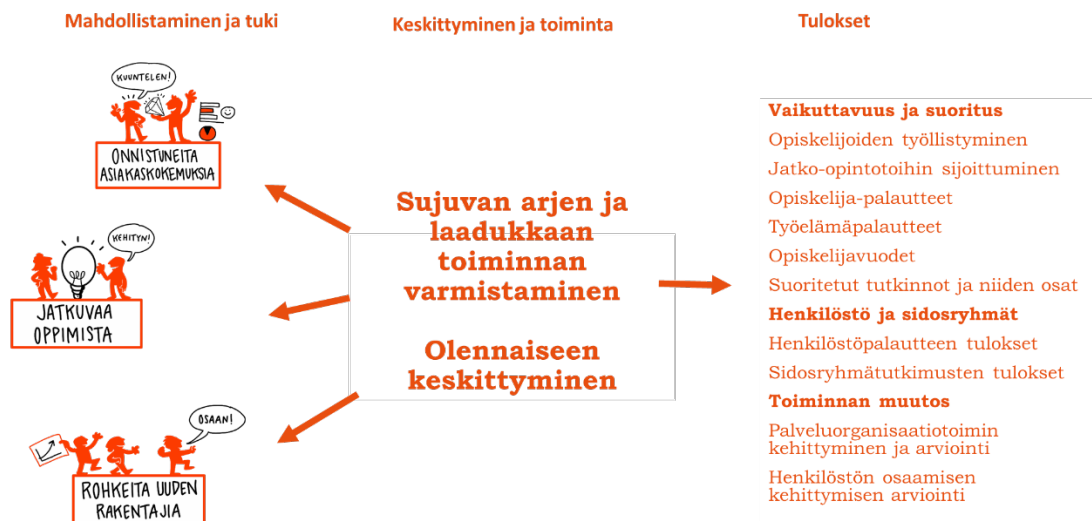 Mahdollistaminen ja tuki
Keskittyminen ja toiminta
Tulokset
KUUNTELEN!
ONNISTUNEITA
ASIAKASKOKEMUKSIA
KEHITYN!
JATKUVAA
OPPIMISTA
OSAAN!
ROHKEITA UUDEN
RAKENTAJIA
Sujuvan arjen ja
laadukkaan
toiminnan
varmistaminen
Olennaiseen
keskittyminen
Vaikuttavuus ja suoritus
Opiskelijoiden työllistyminen
Jatko-opintotoihin sijoittuminen
Opiskelija-palautteet
Työelämäpalautteet
Opiskelijavuodet
Suoritetut tutkinnot ja niiden osat
Henkilöstö ja sidosryhmät
Henkilöstöpalautteen tulokset
Sidosryhmätutkimusten tulokset
Toiminnan muutos
Palveluorganisaatiotoimin
kehittyminen ja arviointi
Henkilöstön osaamisen
kehittymisen arviointi